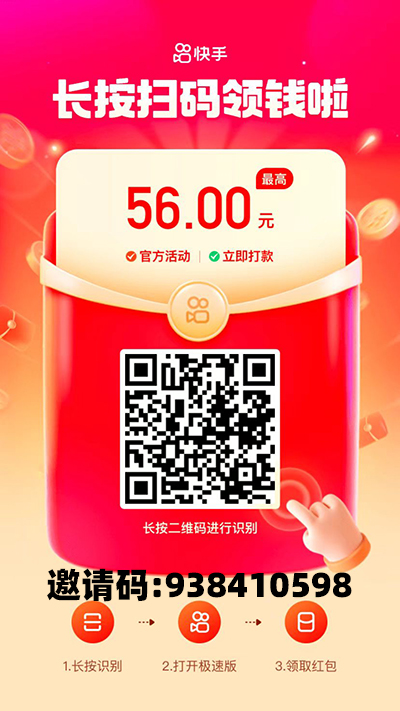 快手
长按扫码领钱啦
最高
56.00元
官方活动 | 立即打款
长按二维码进行识别
邀请码:938410598
1.长按识别 2.打开极速版 3.领取红包